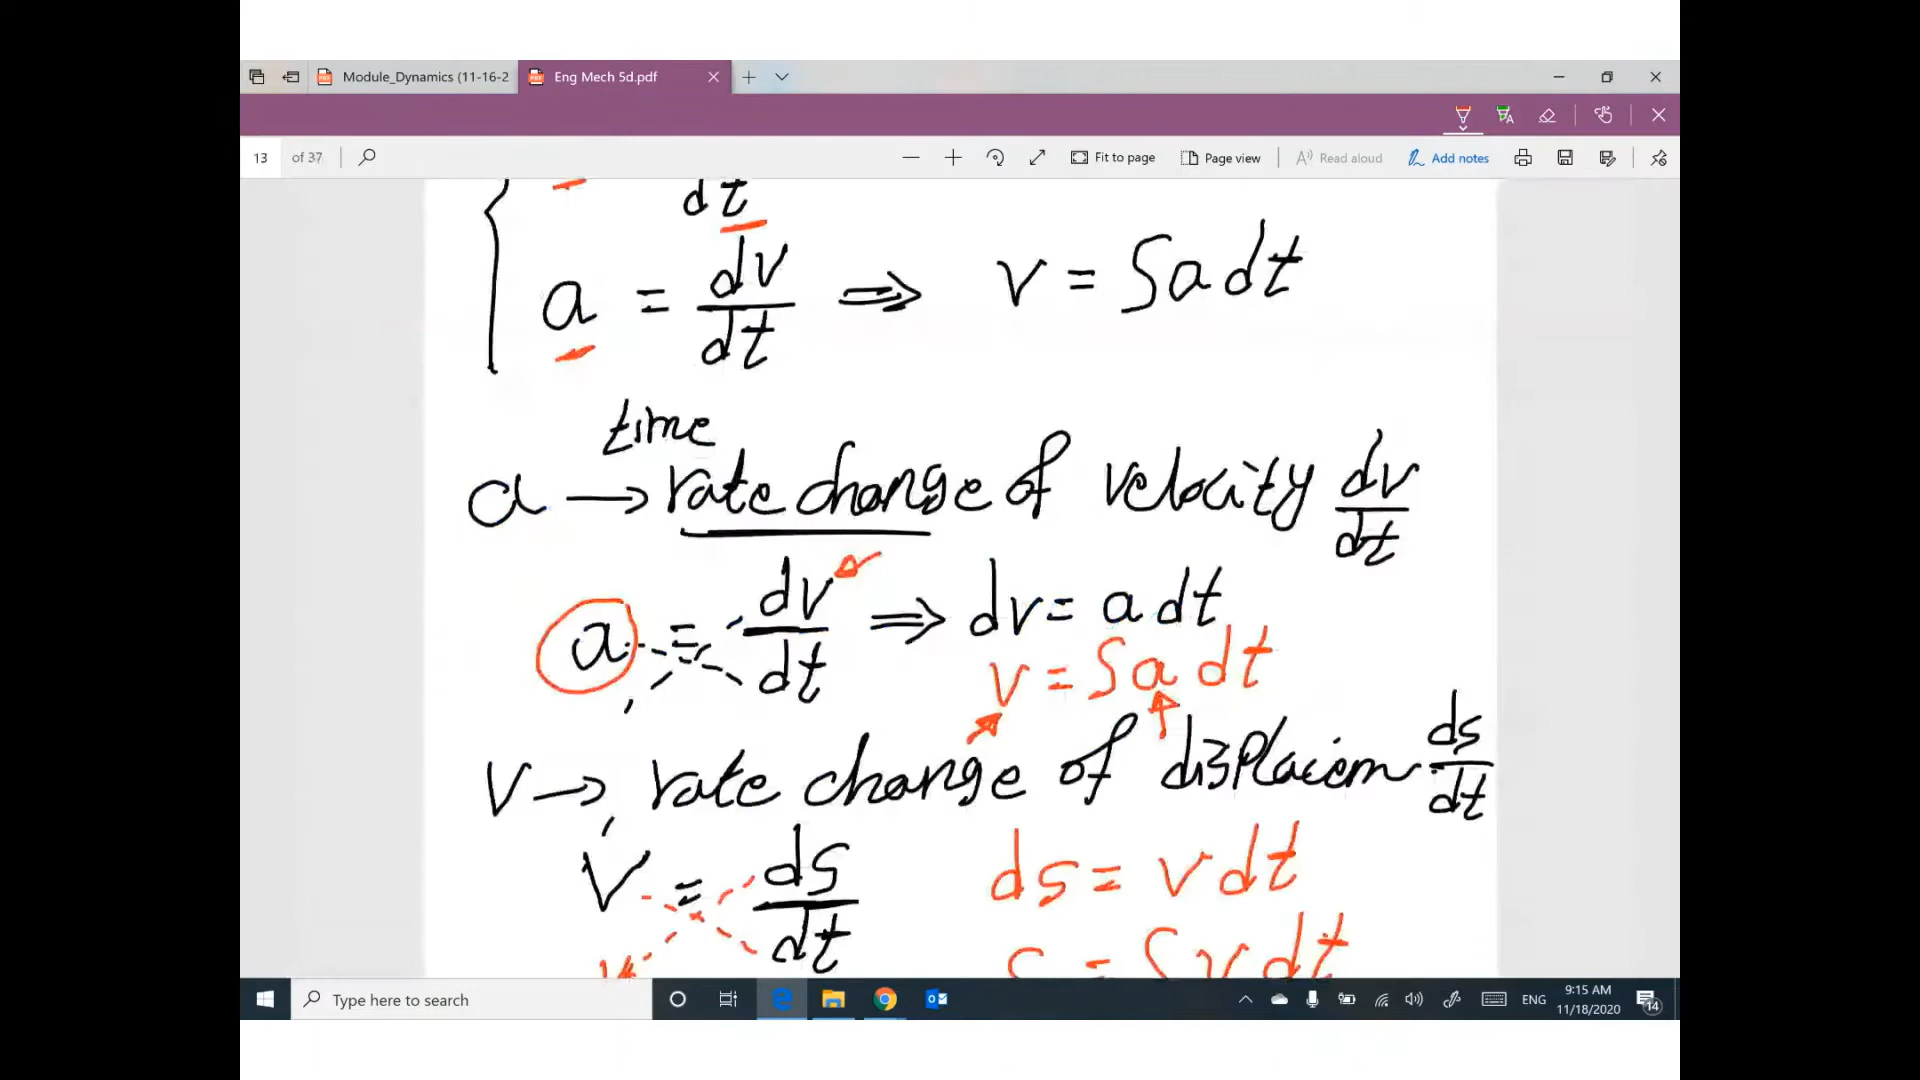 Module_Dynamics (11-16-2
Eng Mech 5d.pdf
13 of 37
Fit to page
Page view
Read aloud
Add notes
dt
a = dv/dt ⇒ v = ∫a dt
time
a → rate change of velocity dv/dt
a = dv/dt ⇒ dv = a dt
v = ∫a dt
v → rate change of displacem ds/dt
v = ds/dt
ds = v dt
s = ∫v dt
Type here to search
ENG
9:15 AM
11/18/2020
14